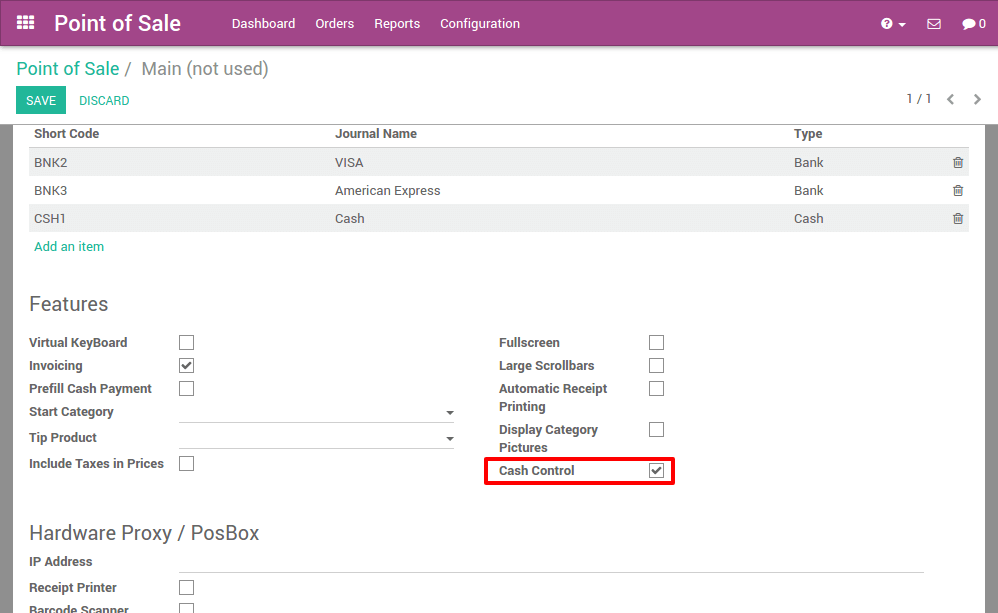 Point of Sale Dashboard Orders Reports Configuration 0
Point of Sale / Main (not used)
SAVE DISCARD 1 / 1
Short Code Journal Name Type
BNK2 VISA Bank
BNK3 American Express Bank
CSH1 Cash Cash
Add an item
Features
Virtual KeyBoard
Invoicing
Prefill Cash Payment
Start Category
Tip Product
Include Taxes in Prices
Fullscreen
Large Scrollbars
Automatic Receipt
Printing
Display Category
Pictures
Cash Control
Hardware Proxy / PosBox
IP Address
Receipt Printer
Barcode Scanner